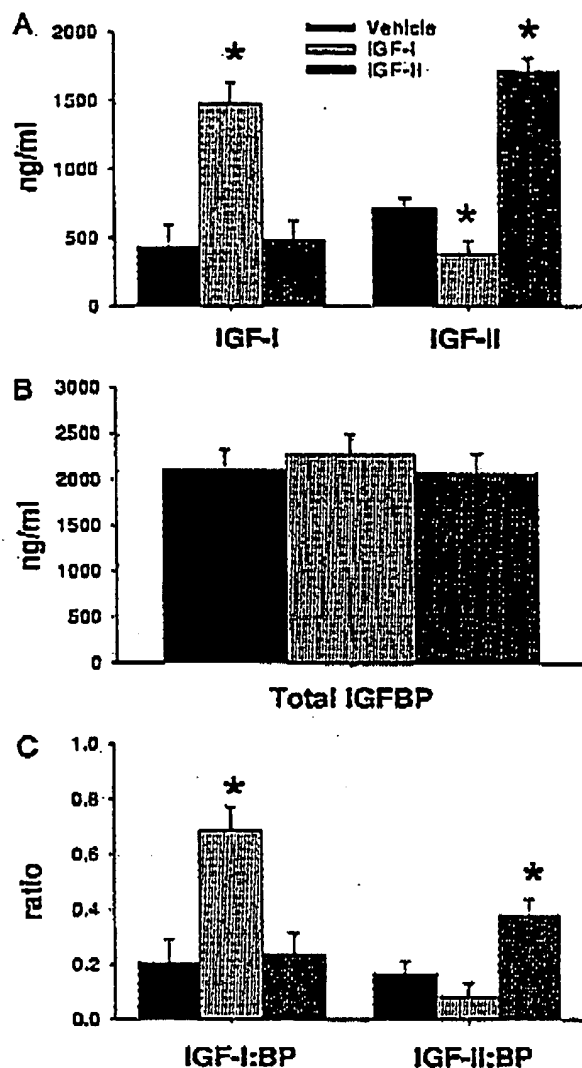 A
Vehicle
IGF-I
IGF-II
2000
1500
1000
500
0
ng/ml
*
*
*
IGF-I IGF-II
B
3000
2500
2000
1500
1000
500
0
ng/ml
Total IGFBP
C
1.0
0.8
0.6
0.4
0.2
0.0
ratio
*
*
IGF-I:BP IGF-II:BP